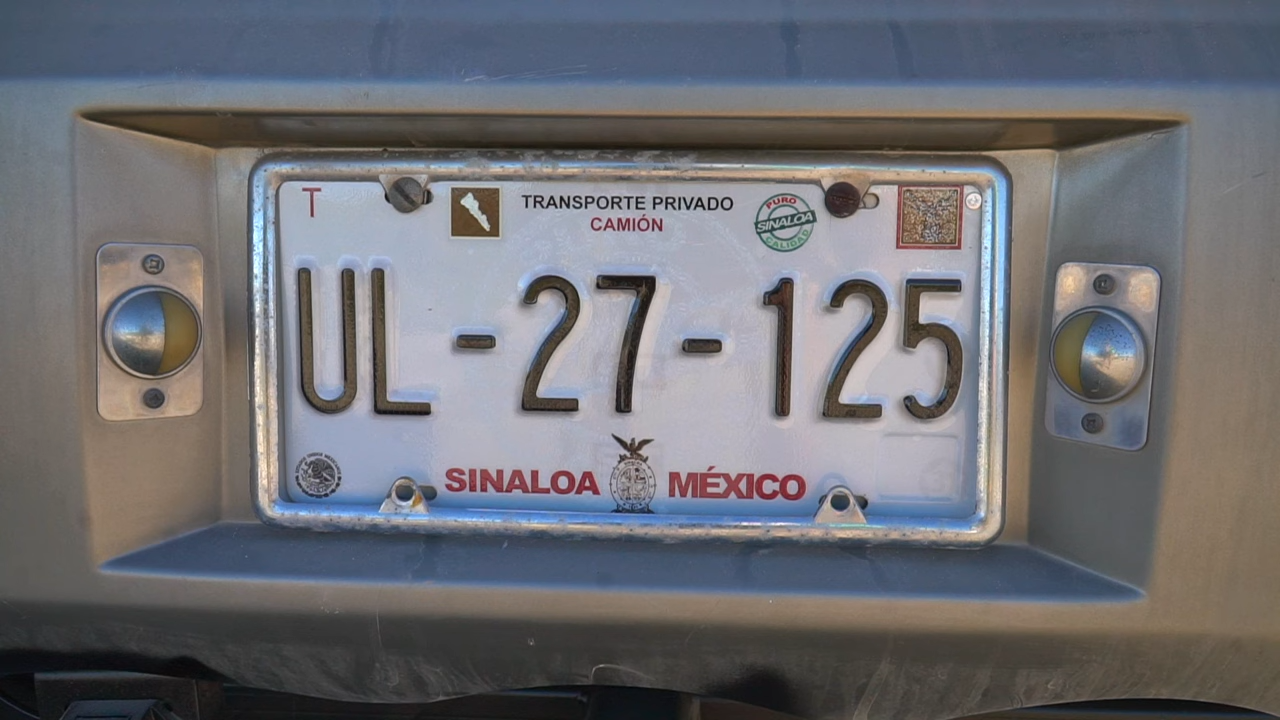 T
TRANSPORTE PRIVADO
CAMIÓN
PURO
SINALOA
CALIDAD
UL-27-125
SINALOA MÉXICO